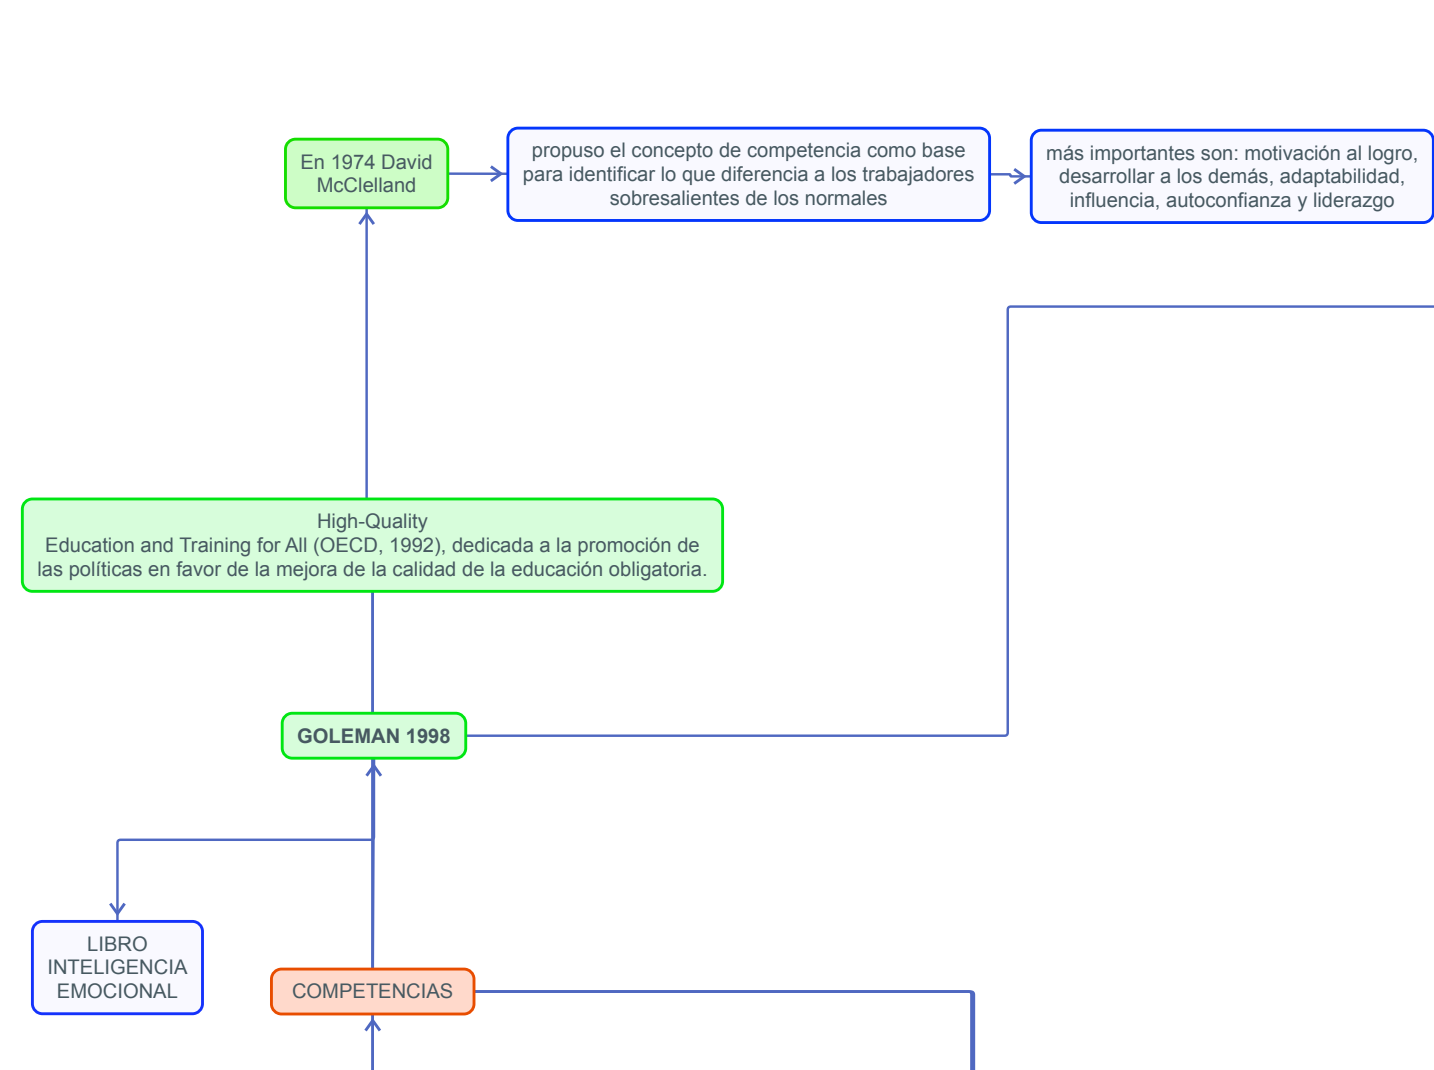 En 1974 David
McClelland
propuso el concepto de competencia como base
para identificar lo que diferencia a los trabajadores
sobresalientes de los normales
más importantes son: motivación al logro,
desarrollar a los demás, adaptabilidad,
influencia, autoconfianza y liderazgo
High-Quality
Education and Training for All (OECD, 1992), dedicada a la promoción de
las políticas en favor de la mejora de la calidad de la educación obligatoria.
GOLEMAN 1998
LIBRO
INTELIGENCIA
EMOCIONAL
COMPETENCIAS